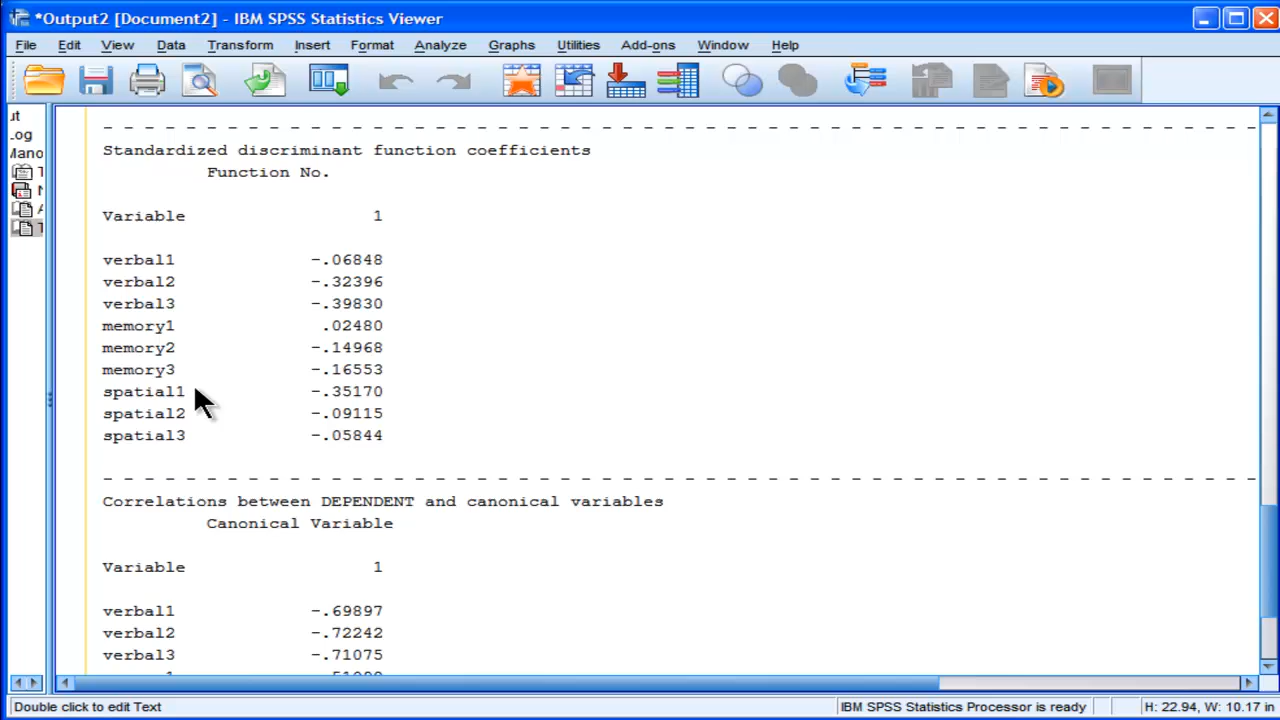 *Output2 [Document2] - IBM SPSS Statistics Viewer
File Edit View Data Transform Insert Format Analyze Graphs Utilities Add-ons Window Help
Standardized discriminant function coefficients
Function No.
Variable 1
verbal1 -.06848
verbal2 -.32396
verbal3 -.39830
memory1 .02480
memory2 -.14968
memory3 -.16553
spatial1 -.35170
spatial2 -.09115
spatial3 -.05844
Correlations between DEPENDENT and canonical variables
Canonical Variable
Variable 1
verbal1 -.69897
verbal2 -.72242
verbal3 -.71075
Double click to edit Text
IBM SPSS Statistics Processor is ready
H: 22.94, W: 10.17 in